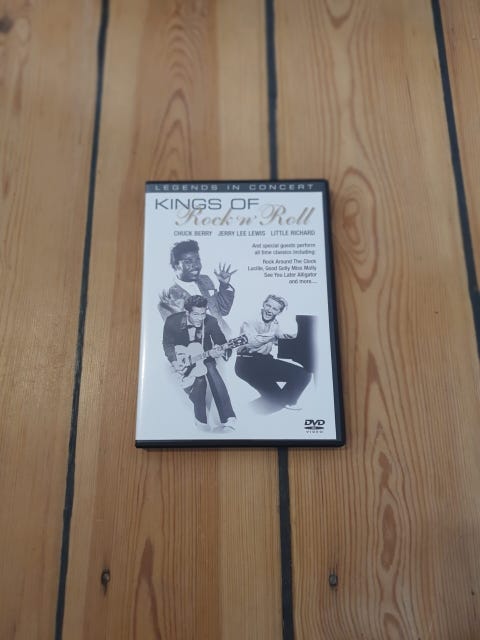 LEGENDS IN CONCERT
KINGS OF
Rock 'n' Roll
CHUCK BERRY JERRY LEE LEWIS LITTLE RICHARD
And special guests perform
all time classics including:
Rock Around The Clock
Lucille, Good Golly Miss Molly
See You Later Alligator
and more....
DVD
VIDEO